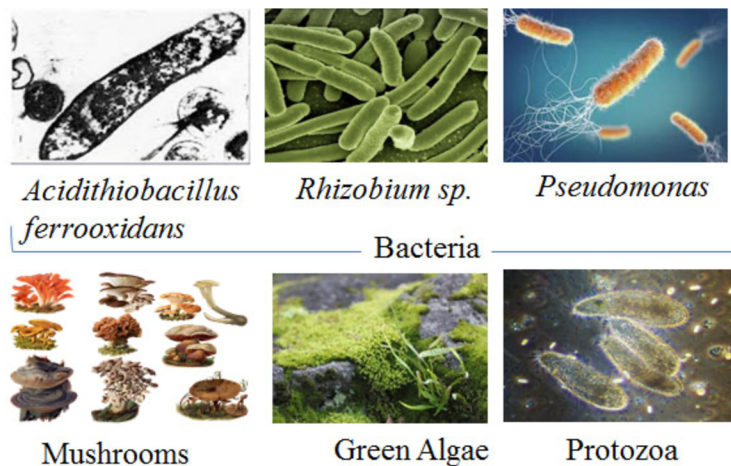 Acidithiobacillus
ferrooxidans
Rhizobium sp.
Pseudomonas
Bacteria
Mushrooms
Green Algae
Protozoa